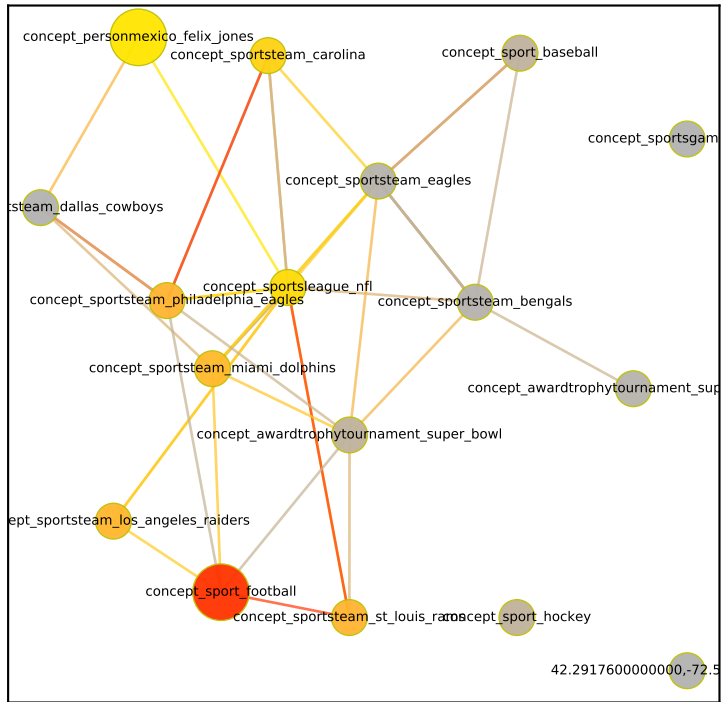 concept_personmexico_felix_jones
concept_sportsteam_carolina
concept_sport_baseball
concept_sportsgam
concept_sportsteam_eagles
tsteam_dallas_cowboys
concept_sportsleague_nfl
concept_sportsteam_philadelphia_eagles
concept_sportsteam_bengals
concept_sportsteam_miami_dolphins
concept_awardtrophytournament_sup
concept_awardtrophytournament_super_bowl
ept_sportsteam_los_angeles_raiders
concept_sport_football
concept_sportsteam_st_louis_rams
concept_sport_hockey
42.2917600000000,-72.5